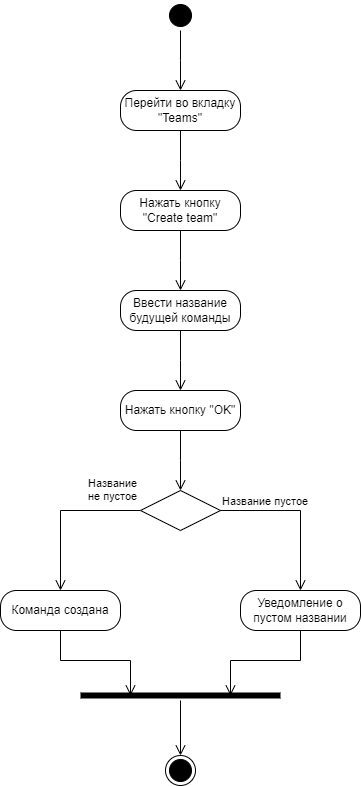 Перейти во вкладку
"Teams"
Нажать кнопку
"Create team"
Ввести название
будущей команды
Нажать кнопку "OK"
Название
не пустое
Название пустое
Команда создана
Уведомление о
пустом названии